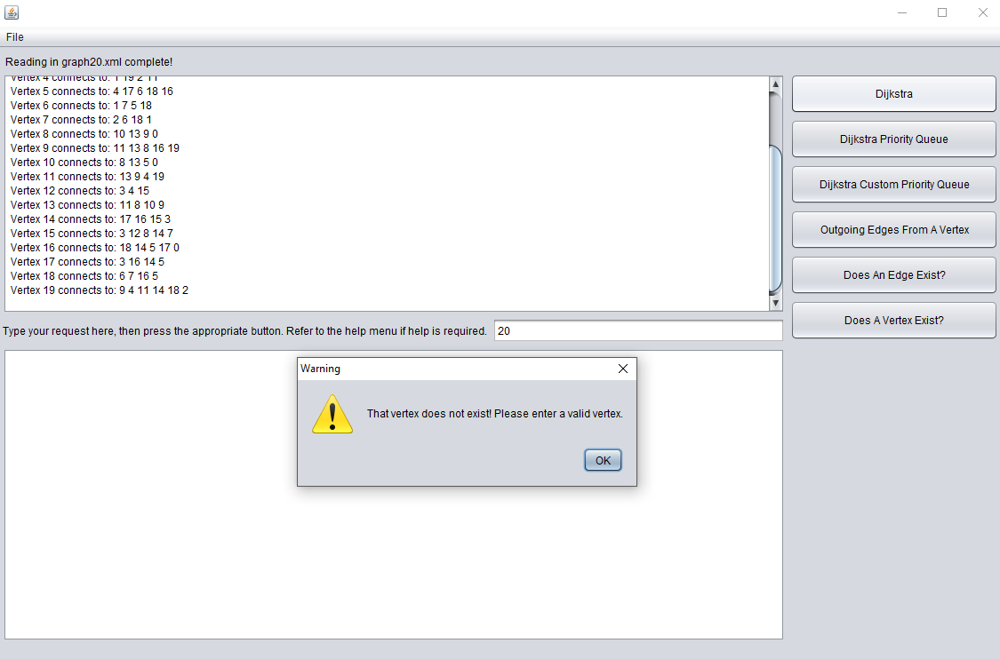 File
Reading in graph20.xml complete!
Vertex 4 connects to: 1 19 2 11
Vertex 5 connects to: 4 17 6 18 16
Vertex 6 connects to: 1 7 5 18
Vertex 7 connects to: 2 6 18 1
Vertex 8 connects to: 10 13 9 0
Vertex 9 connects to: 11 13 8 16 19
Vertex 10 connects to: 8 13 5 0
Vertex 11 connects to: 13 9 4 19
Vertex 12 connects to: 3 4 15
Vertex 13 connects to: 11 8 10 9
Vertex 14 connects to: 17 16 15 3
Vertex 15 connects to: 3 12 8 14 7
Vertex 16 connects to: 18 14 5 17 0
Vertex 17 connects to: 3 16 14 5
Vertex 18 connects to: 6 7 16 5
Vertex 19 connects to: 9 4 11 14 18 2
Dijkstra
Dijkstra Priority Queue
Dijkstra Custom Priority Queue
Outgoing Edges From A Vertex
Does An Edge Exist?
Does A Vertex Exist?
Type your request here, then press the appropriate button. Refer to the help menu if help is required. 20
Warning
That vertex does not exist! Please enter a valid vertex.
OK